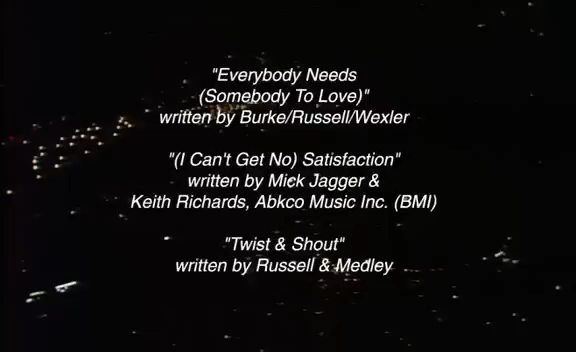 "Everybody Needs
(Somebody To Love)"
written by Burke/Russell/Wexler
"(I Can't Get No) Satisfaction"
written by Mick Jagger &
Keith Richards, Abkco Music Inc. (BMI)
"Twist & Shout"
written by Russell & Medley